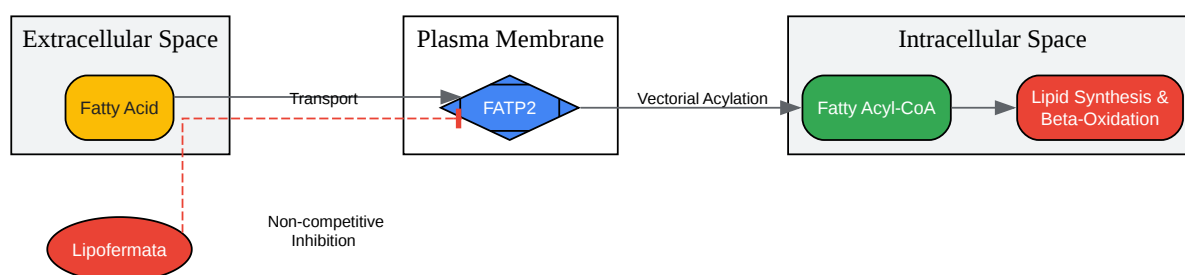 Extracellular Space
Plasma Membrane
Intracellular Space
Fatty Acid
Transport
FATP2
Vectorial Acylation
Fatty Acyl-CoA
Lipid Synthesis &
Beta-Oxidation
Lipofermata
Non-competitive
Inhibition